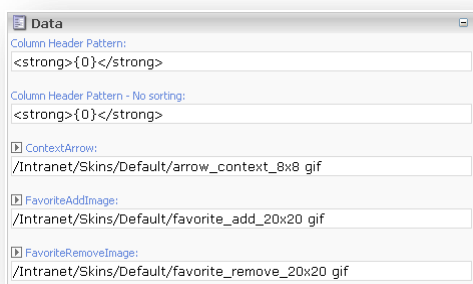 Data
Column Header Pattern:
<strong>{0}</strong>
Column Header Pattern - No sorting:
<strong>{0}</strong>
ContextArrow:
/Intranet/Skins/Default/arrow_context_8x8 gif
FavoriteAddImage:
/Intranet/Skins/Default/favorite_add_20x20 gif
FavoriteRemoveImage:
/Intranet/Skins/Default/favorite_remove_20x20 gif